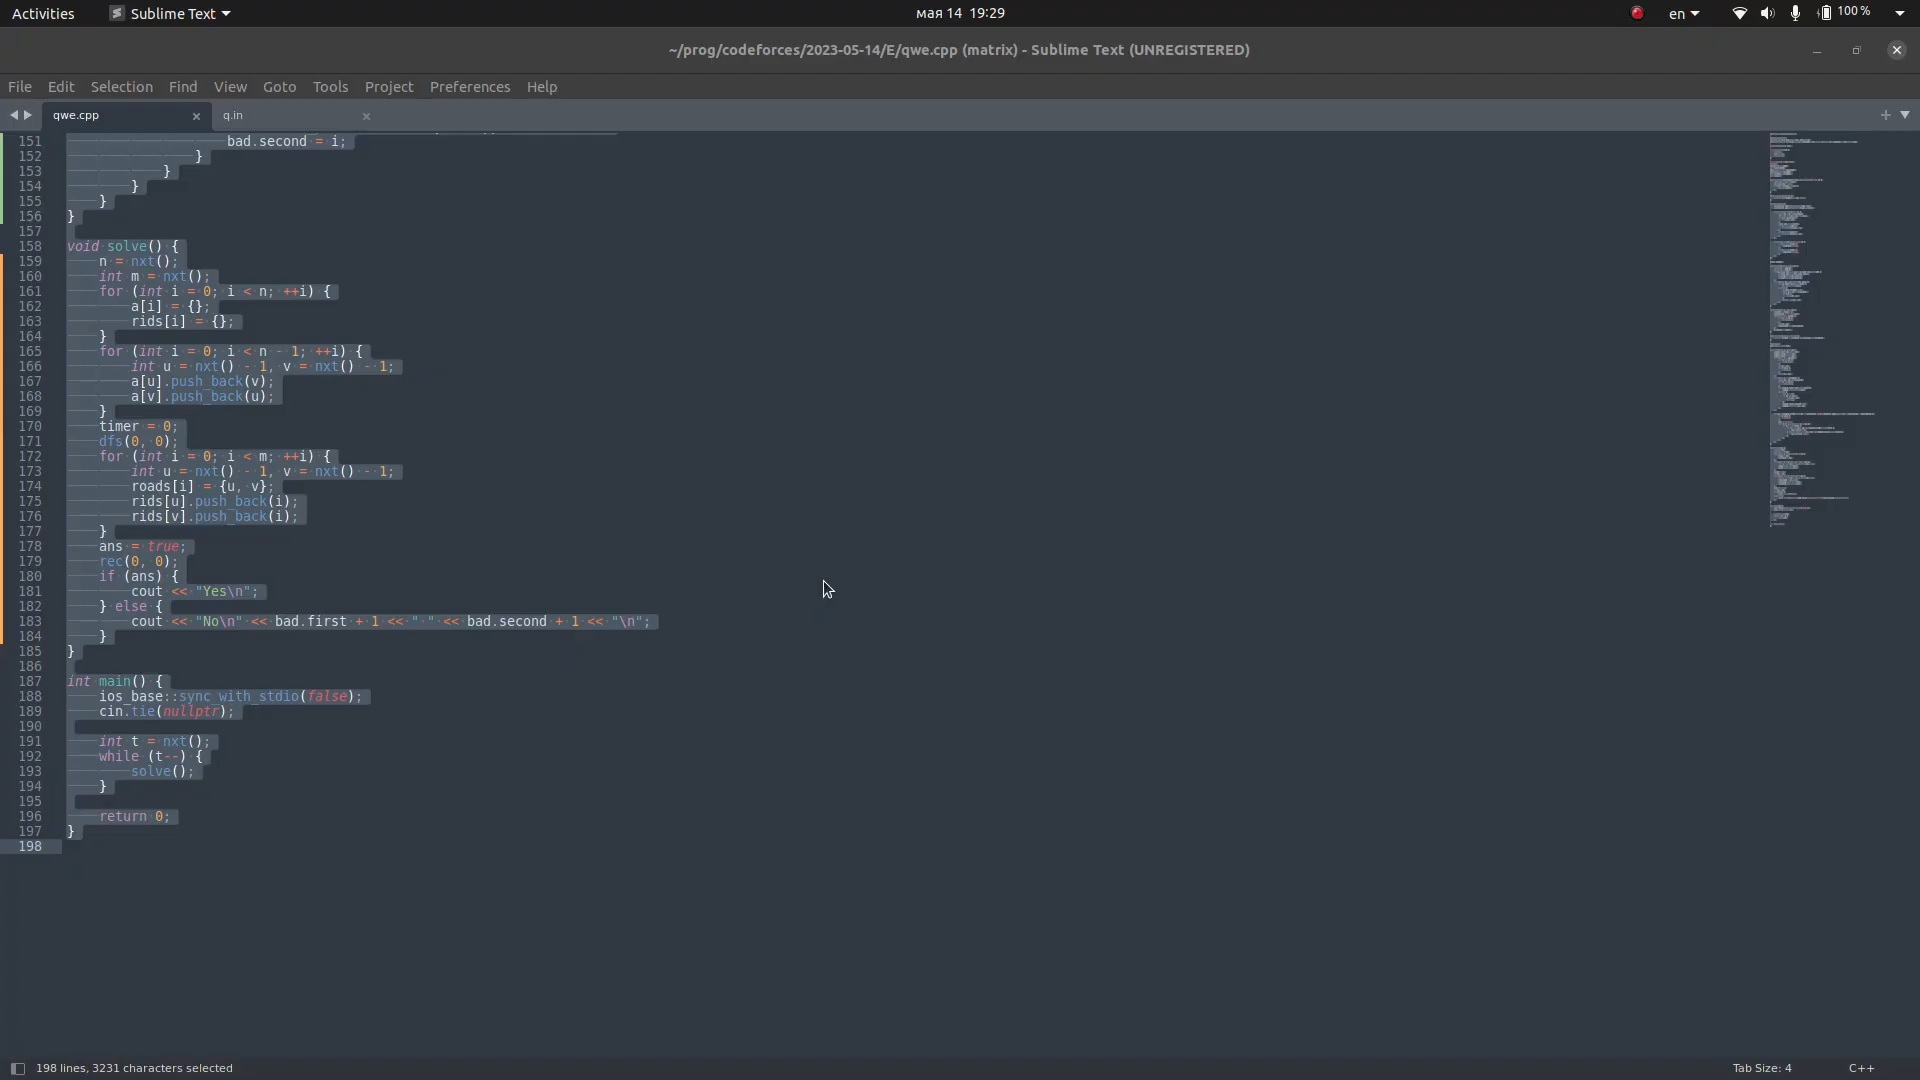 Activities Sublime Text мая 14 19:29 en 100 %
~/prog/codeforces/2023-05-14/E/qwe.cpp (matrix) - Sublime Text (UNREGISTERED)
File Edit Selection Find View Goto Tools Project Preferences Help
qwe.cpp q.in
151 bad.second = i;
152 }
153 }
154 }
155 }
156 }
157
158 void solve() {
159 n = nxt();
160 int m = nxt();
161 for (int i = 0; i < n; ++i) {
162 a[i] = {};
163 rids[i] = {};
164 }
165 for (int i = 0; i < n - 1; ++i) {
166 int u = nxt() - 1, v = nxt() - 1;
167 a[u].push_back(v);
168 a[v].push_back(u);
169 }
170 timer = 0;
171 dfs(0, 0);
172 for (int i = 0; i < m; ++i) {
173 int u = nxt() - 1, v = nxt() - 1;
174 roads[i] = {u, v};
175 rids[u].push_back(i);
176 rids[v].push_back(i);
177 }
178 ans = true;
179 rec(0, 0);
180 if (ans) {
181 cout << "Yes\n";
182 } else {
183 cout << "No\n" << bad.first + 1 << " " << bad.second + 1 << "\n";
184 }
185 }
186
187 int main() {
188 ios_base::sync_with_stdio(false);
189 cin.tie(nullptr);
190
191 int t = nxt();
192 while (t--) {
193 solve();
194 }
195
196 return 0;
197 }
198
198 lines, 3231 characters selected Tab Size: 4 C++